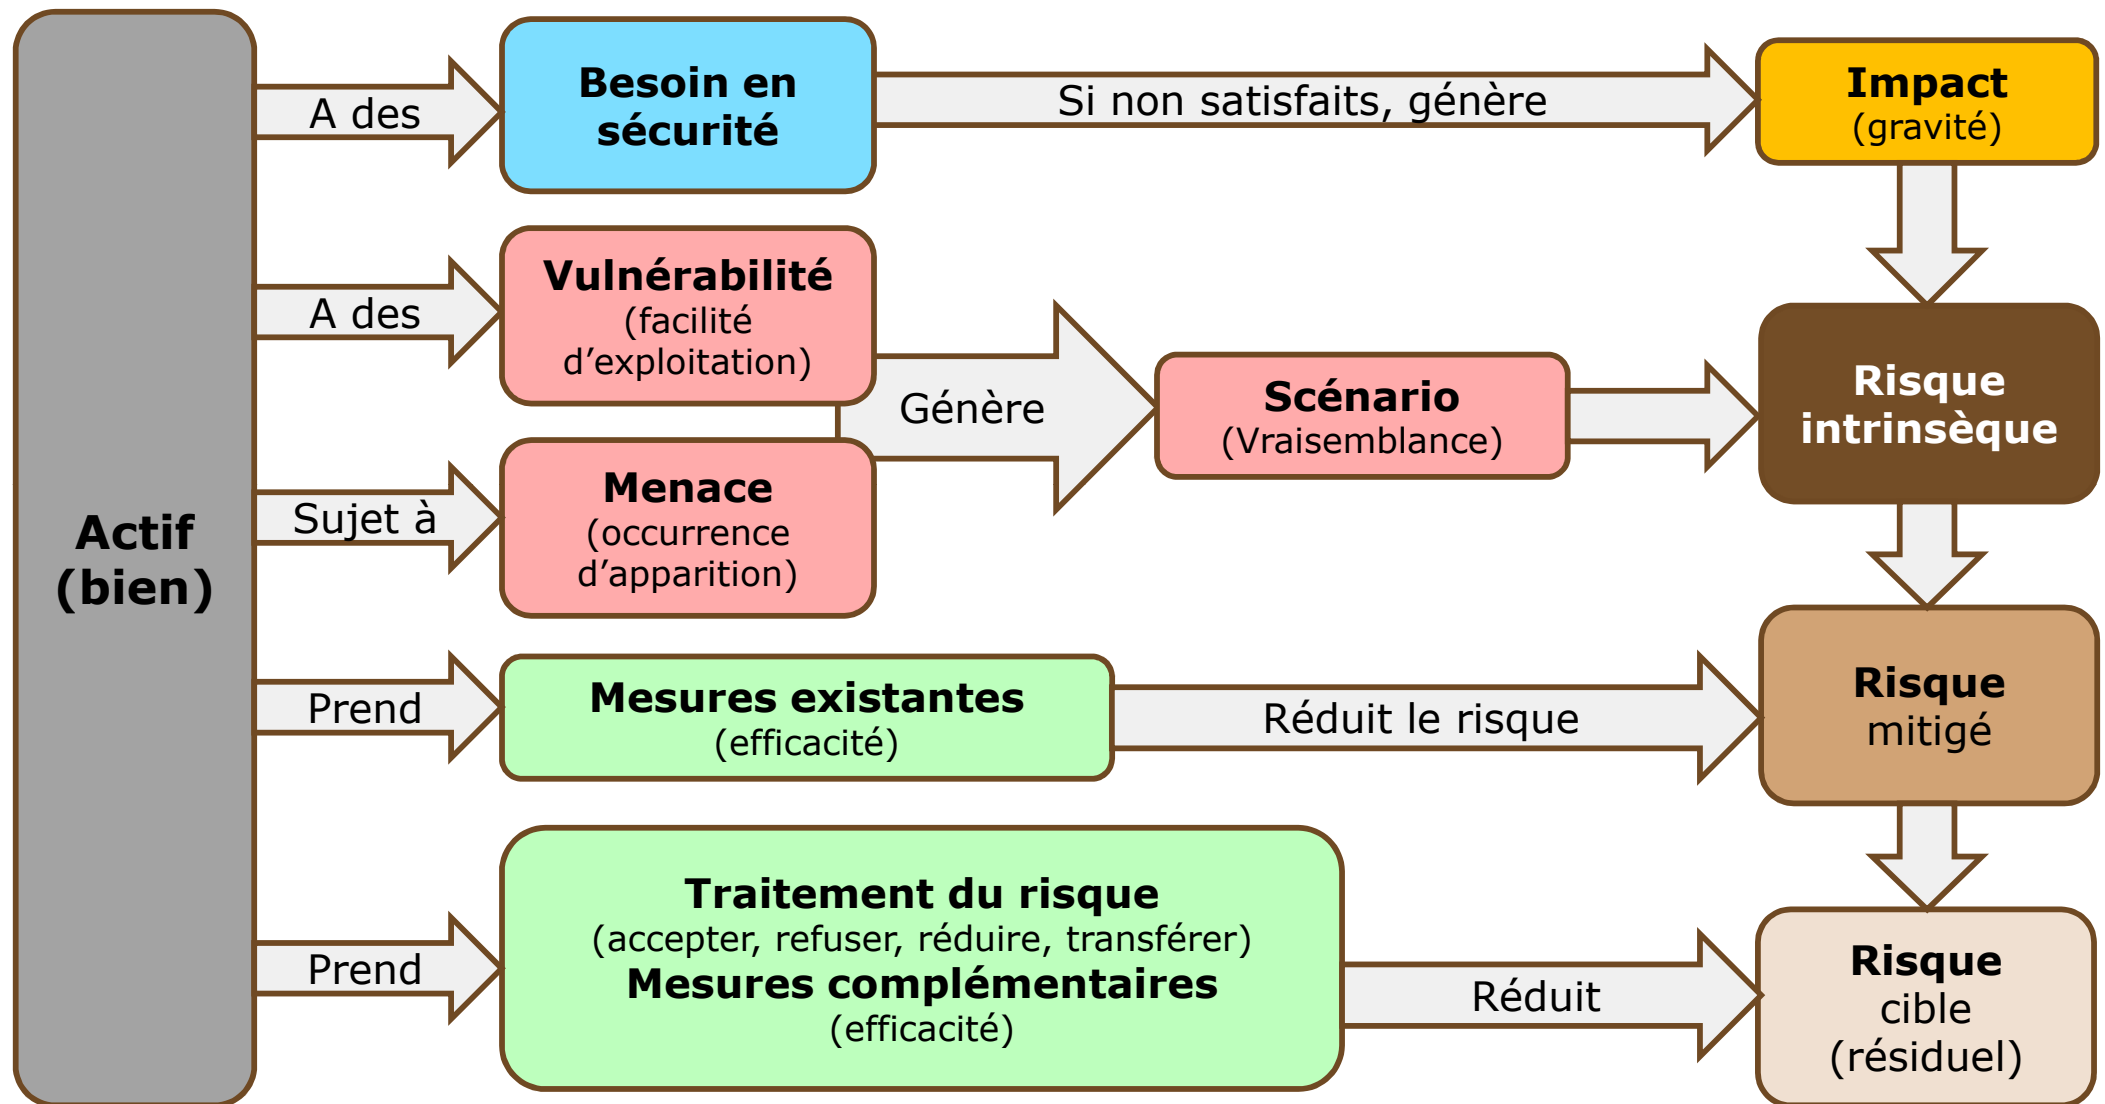 Actif
(bien)
A des
Besoin en
sécurité
Si non satisfaits, génère
Impact
(gravité)
A des
Vulnérabilité
(facilité
d’exploitation)
Sujet à
Menace
(occurrence
d’apparition)
Génère
Scénario
(Vraisemblance)
Risque
intrinsèque
Prend
Mesures existantes
(efficacité)
Réduit le risque
Risque
mitigé
Prend
Traitement du risque
(accepter, refuser, réduire, transférer)
Mesures complémentaires
(efficacité)
Réduit
Risque
cible
(résiduel)